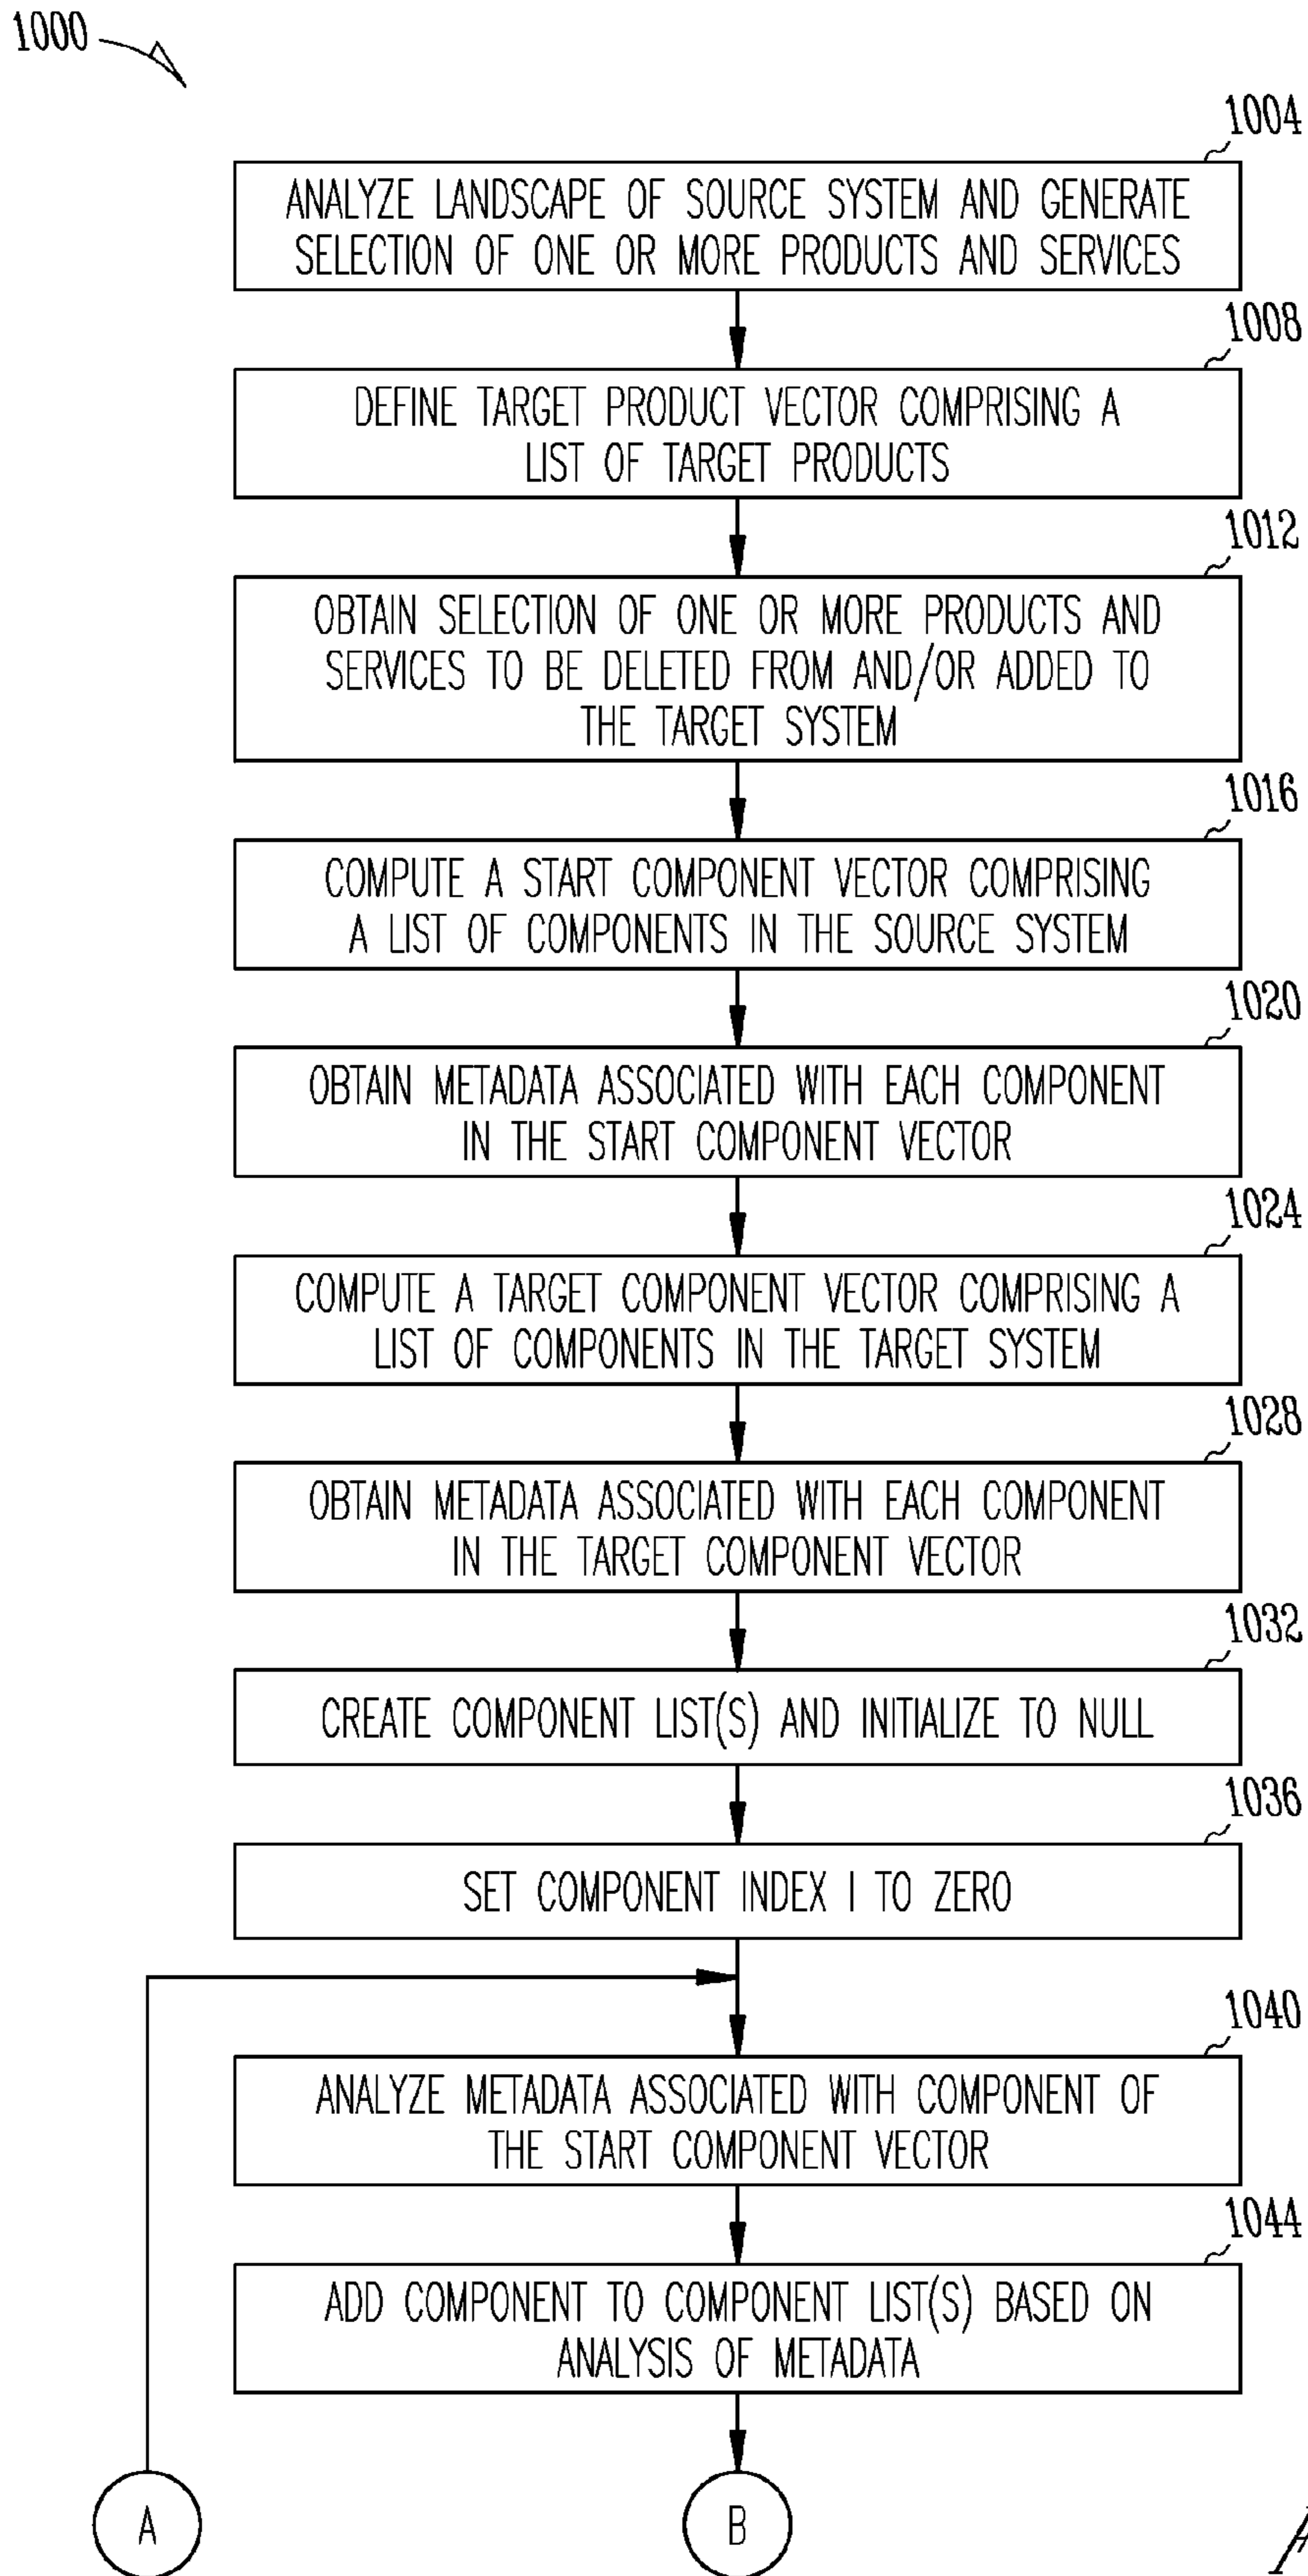 1000
1004
ANALYZE LANDSCAPE OF SOURCE SYSTEM AND GENERATE
SELECTION OF ONE OR MORE PRODUCTS AND SERVICES
1008
DEFINE TARGET PRODUCT VECTOR COMPRISING A
LIST OF TARGET PRODUCTS
1012
OBTAIN SELECTION OF ONE OR MORE PRODUCTS AND
SERVICES TO BE DELETED FROM AND/OR ADDED TO
THE TARGET SYSTEM
1016
COMPUTE A START COMPONENT VECTOR COMPRISING
A LIST OF COMPONENTS IN THE SOURCE SYSTEM
1020
OBTAIN METADATA ASSOCIATED WITH EACH COMPONENT
IN THE START COMPONENT VECTOR
1024
COMPUTE A TARGET COMPONENT VECTOR COMPRISING A
LIST OF COMPONENTS IN THE TARGET SYSTEM
1028
OBTAIN METADATA ASSOCIATED WITH EACH COMPONENT
IN THE TARGET COMPONENT VECTOR
1032
CREATE COMPONENT LIST(S) AND INITIALIZE TO NULL
1036
SET COMPONENT INDEX I TO ZERO
1040
ANALYZE METADATA ASSOCIATED WITH COMPONENT OF
THE START COMPONENT VECTOR
1044
ADD COMPONENT TO COMPONENT LIST(S) BASED ON
ANALYSIS OF METADATA
A
B